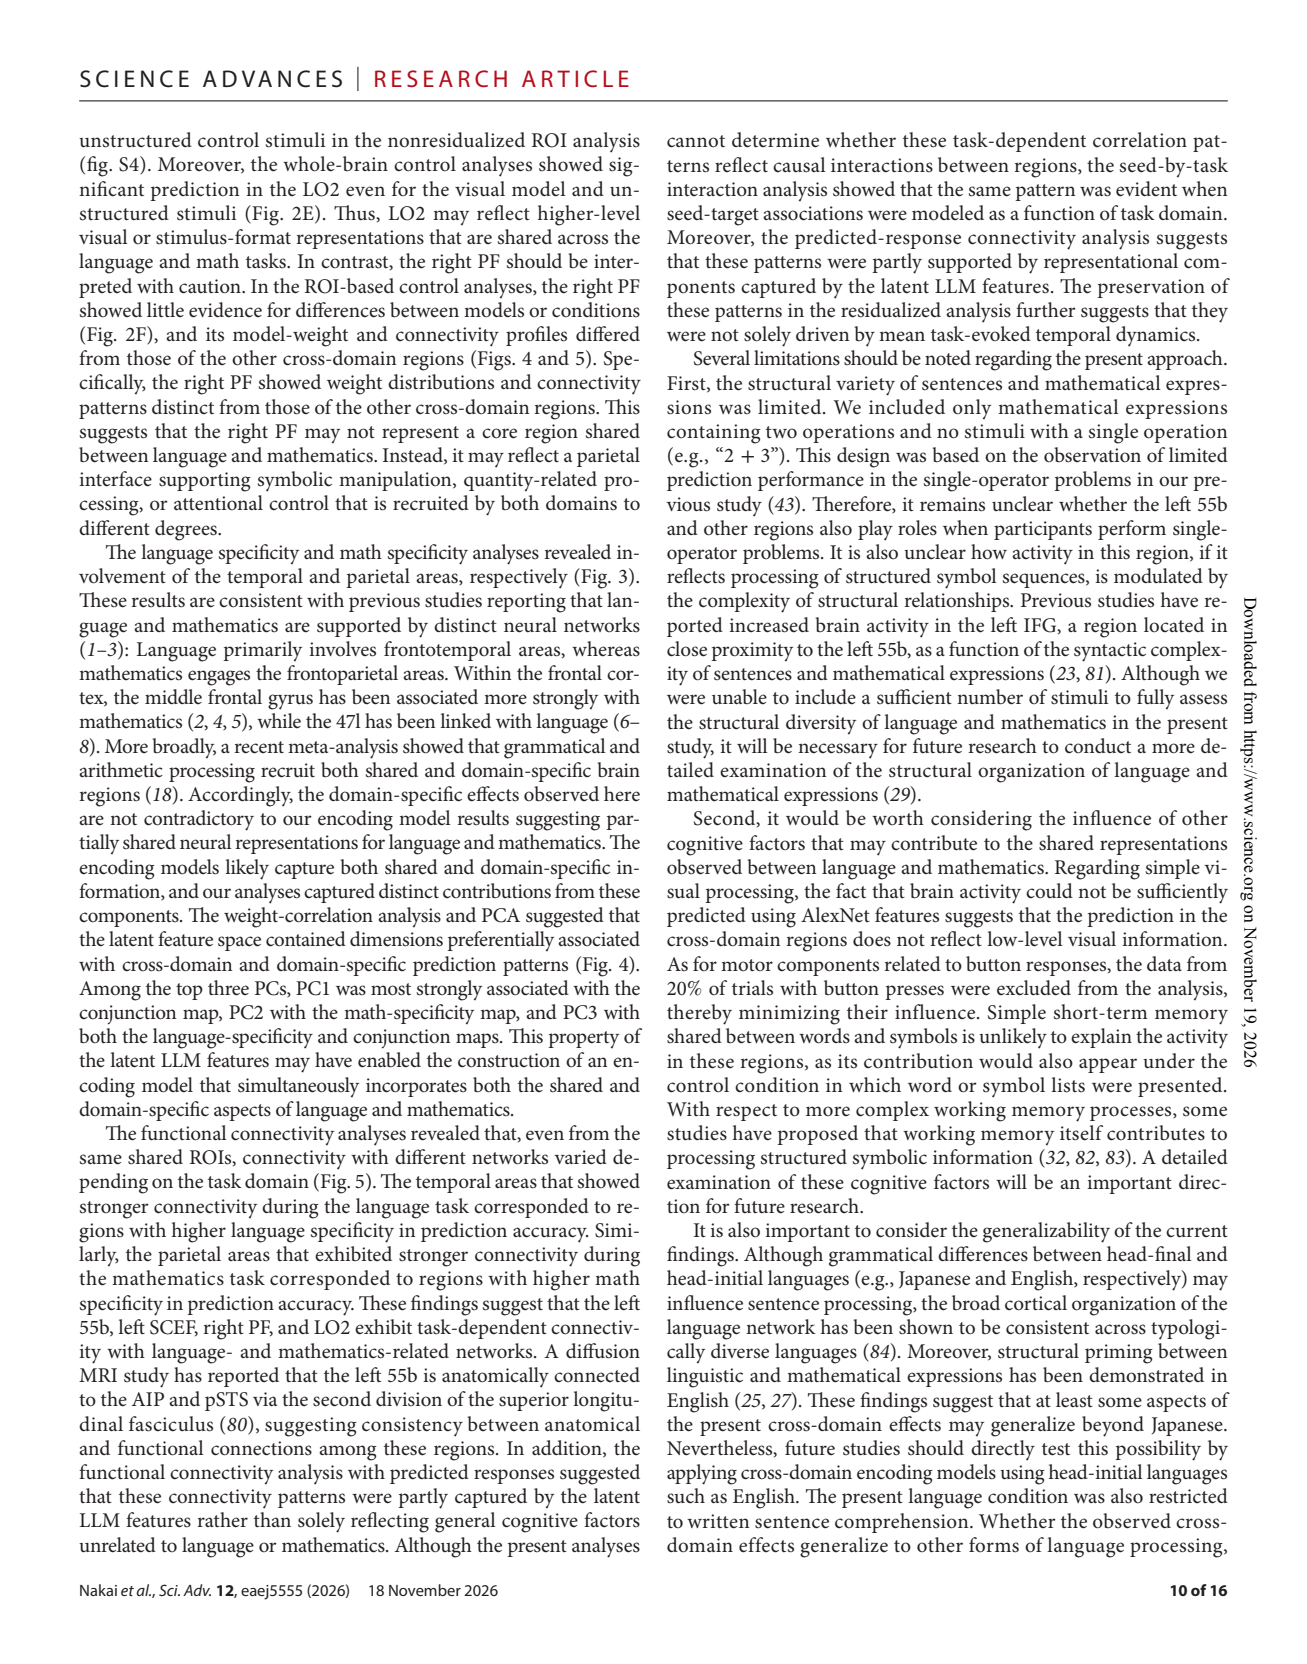 SCIENCE ADVANCES | RESEARCH ARTICLE
unstructured control stimuli in the nonresidualized ROI analysis
(fig. S4). Moreover, the whole-brain control analyses showed sig-
nificant prediction in the LO2 even for the visual model and un-
structured stimuli (Fig. 2E). Thus, LO2 may reflect higher-level
visual or stimulus-format representations that are shared across the
language and math tasks. In contrast, the right PF should be inter-
preted with caution. In the ROI-based control analyses, the right PF
showed little evidence for differences between models or conditions
(Fig. 2F), and its model-weight and connectivity profiles differed
from those of the other cross-domain regions (Figs. 4 and 5). Spe-
cifically, the right PF showed weight distributions and connectivity
patterns distinct from those of the other cross-domain regions. This
suggests that the right PF may not represent a core region shared
between language and mathematics. Instead, it may reflect a parietal
interface supporting symbolic manipulation, quantity-related pro-
cessing, or attentional control that is recruited by both domains to
different degrees.
The language specificity and math specificity analyses revealed in-
volvement of the temporal and parietal areas, respectively (Fig. 3).
These results are consistent with previous studies reporting that lan-
guage and mathematics are supported by distinct neural networks
(1–3): Language primarily involves frontotemporal areas, whereas
mathematics engages the frontoparietal areas. Within the frontal cor-
tex, the middle frontal gyrus has been associated more strongly with
mathematics (2, 4, 5), while the 47l has been linked with language (6–
8). More broadly, a recent meta-analysis showed that grammatical and
arithmetic processing recruit both shared and domain-specific brain
regions (18). Accordingly, the domain-specific effects observed here
are not contradictory to our encoding model results suggesting par-
tially shared neural representations for language and mathematics. The
encoding models likely capture both shared and domain-specific in-
formation, and our analyses captured distinct contributions from these
components. The weight-correlation analysis and PCA suggested that
the latent feature space contained dimensions preferentially associated
with cross-domain and domain-specific prediction patterns (Fig. 4).
Among the top three PCs, PC1 was most strongly associated with the
conjunction map, PC2 with the math-specificity map, and PC3 with
both the language-specificity and conjunction maps. This property of
the latent LLM features may have enabled the construction of an en-
coding model that simultaneously incorporates both the shared and
domain-specific aspects of language and mathematics.
The functional connectivity analyses revealed that, even from the
same shared ROIs, connectivity with different networks varied de-
pending on the task domain (Fig. 5). The temporal areas that showed
stronger connectivity during the language task corresponded to re-
gions with higher language specificity in prediction accuracy. Simi-
larly, the parietal areas that exhibited stronger connectivity during
the mathematics task corresponded to regions with higher math
specificity in prediction accuracy. These findings suggest that the left
55b, left SCEF, right PF, and LO2 exhibit task-dependent connectiv-
ity with language- and mathematics-related networks. A diffusion
MRI study has reported that the left 55b is anatomically connected
to the AIP and pSTS via the second division of the superior longitu-
dinal fasciculus (80), suggesting consistency between anatomical
and functional connections among these regions. In addition, the
functional connectivity analysis with predicted responses suggested
that these connectivity patterns were partly captured by the latent
LLM features rather than solely reflecting general cognitive factors
unrelated to language or mathematics. Although the present analyses
cannot determine whether these task-dependent correlation pat-
terns reflect causal interactions between regions, the seed-by-task
interaction analysis showed that the same pattern was evident when
seed-target associations were modeled as a function of task domain.
Moreover, the predicted-response connectivity analysis suggests
that these patterns were partly supported by representational com-
ponents captured by the latent LLM features. The preservation of
these patterns in the residualized analysis further suggests that they
were not solely driven by mean task-evoked temporal dynamics.
Several limitations should be noted regarding the present approach.
First, the structural variety of sentences and mathematical expres-
sions was limited. We included only mathematical expressions
containing two operations and no stimuli with a single operation
(e.g., “2 + 3”). This design was based on the observation of limited
prediction performance in the single-operator problems in our pre-
vious study (43). Therefore, it remains unclear whether the left 55b
and other regions also play roles when participants perform single-
operator problems. It is also unclear how activity in this region, if it
reflects processing of structured symbol sequences, is modulated by
the complexity of structural relationships. Previous studies have re-
ported increased brain activity in the left IFG, a region located in
close proximity to the left 55b, as a function of the syntactic complex-
ity of sentences and mathematical expressions (23, 81). Although we
were unable to include a sufficient number of stimuli to fully assess
the structural diversity of language and mathematics in the present
study, it will be necessary for future research to conduct a more de-
tailed examination of the structural organization of language and
mathematical expressions (29).
Second, it would be worth considering the influence of other
cognitive factors that may contribute to the shared representations
observed between language and mathematics. Regarding simple vi-
sual processing, the fact that brain activity could not be sufficiently
predicted using AlexNet features suggests that the prediction in the
cross-domain regions does not reflect low-level visual information.
As for motor components related to button responses, the data from
20% of trials with button presses were excluded from the analysis,
thereby minimizing their influence. Simple short-term memory
shared between words and symbols is unlikely to explain the activity
in these regions, as its contribution would also appear under the
control condition in which word or symbol lists were presented.
With respect to more complex working memory processes, some
studies have proposed that working memory itself contributes to
processing structured symbolic information (32, 82, 83). A detailed
examination of these cognitive factors will be an important direc-
tion for future research.
It is also important to consider the generalizability of the current
findings. Although grammatical differences between head-final and
head-initial languages (e.g., Japanese and English, respectively) may
influence sentence processing, the broad cortical organization of the
language network has been shown to be consistent across typologi-
cally diverse languages (84). Moreover, structural priming between
linguistic and mathematical expressions has been demonstrated in
English (25, 27). These findings suggest that at least some aspects of
the present cross-domain effects may generalize beyond Japanese.
Nevertheless, future studies should directly test this possibility by
applying cross-domain encoding models using head-initial languages
such as English. The present language condition was also restricted
to written sentence comprehension. Whether the observed cross-
domain effects generalize to other forms of language processing,
Downloaded from https://www.science.org on November 19, 2026
Nakai et al., Sci. Adv. 12, eaej5555 (2026) 18 November 2026
10 of 16